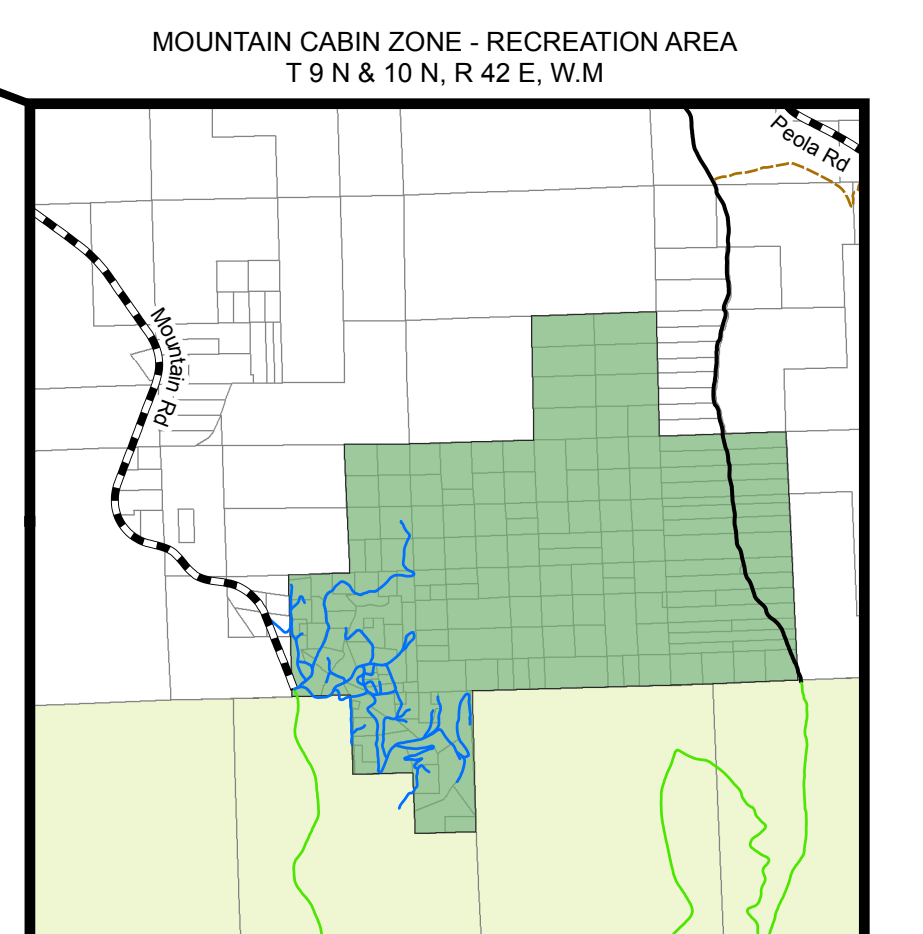 MOUNTAIN CABIN ZONE - RECREATION AREA
T 9 N & 10 N, R 42 E, W.M
Peola Rd
Mountain Rd